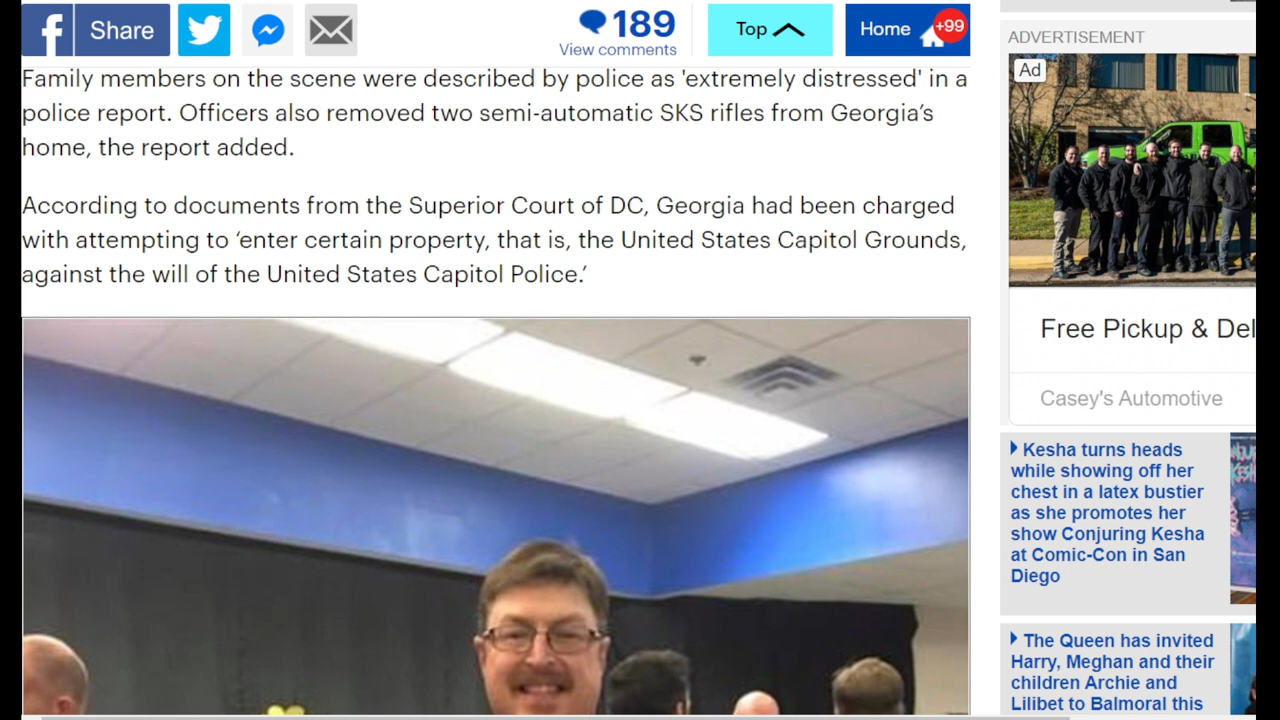 Share
189
View comments
Top
Home
+99
Family members on the scene were described by police as 'extremely distressed' in a
police report. Officers also removed two semi-automatic SKS rifles from Georgia’s
home, the report added.
According to documents from the Superior Court of DC, Georgia had been charged
with attempting to ‘enter certain property, that is, the United States Capitol Grounds,
against the will of the United States Capitol Police.’
ADVERTISEMENT
Ad
Free Pickup & Del
Casey's Automotive
Kesha turns heads
while showing off her
chest in a latex bustier
as she promotes her
show Conjuring Kesha
at Comic-Con in San
Diego
The Queen has invited
Harry, Meghan and their
children Archie and
Lilibet to Balmoral this